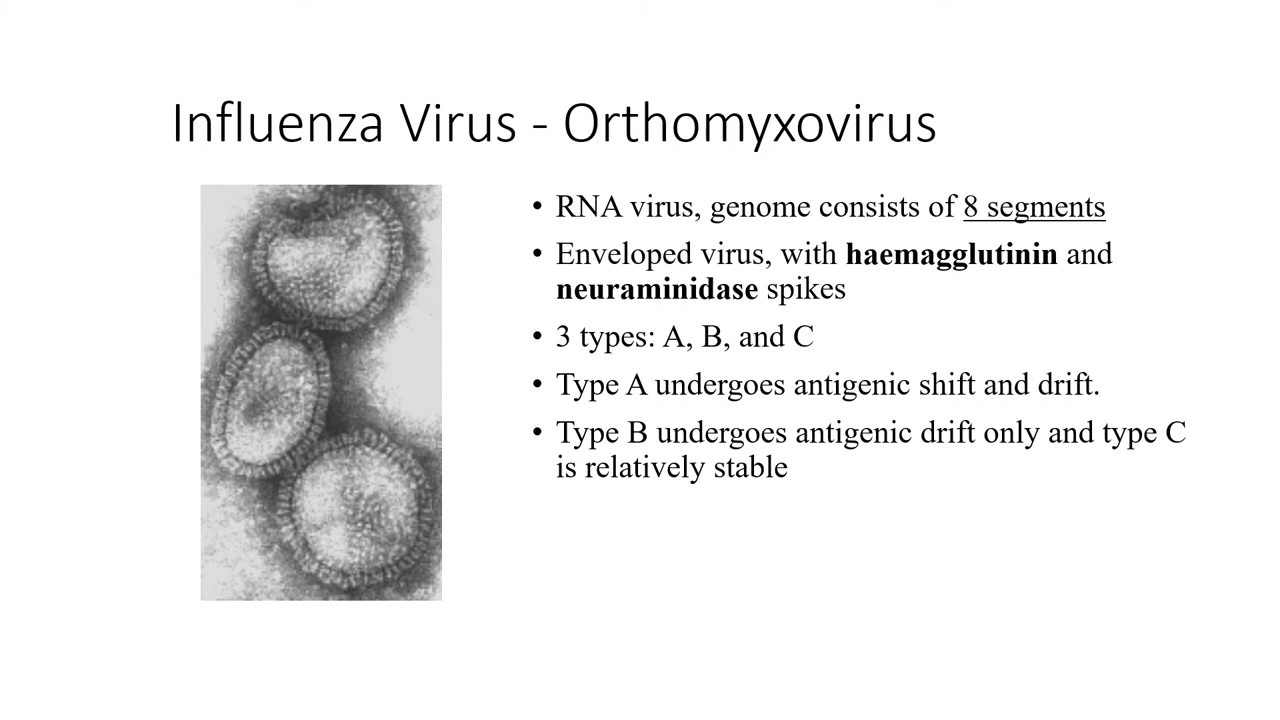 Influenza Virus - Orthomyxovirus
• RNA virus, genome consists of 8 segments
• Enveloped virus, with haemagglutinin and
neuraminidase spikes
• 3 types: A, B, and C
• Type A undergoes antigenic shift and drift.
• Type B undergoes antigenic drift only and type C
is relatively stable